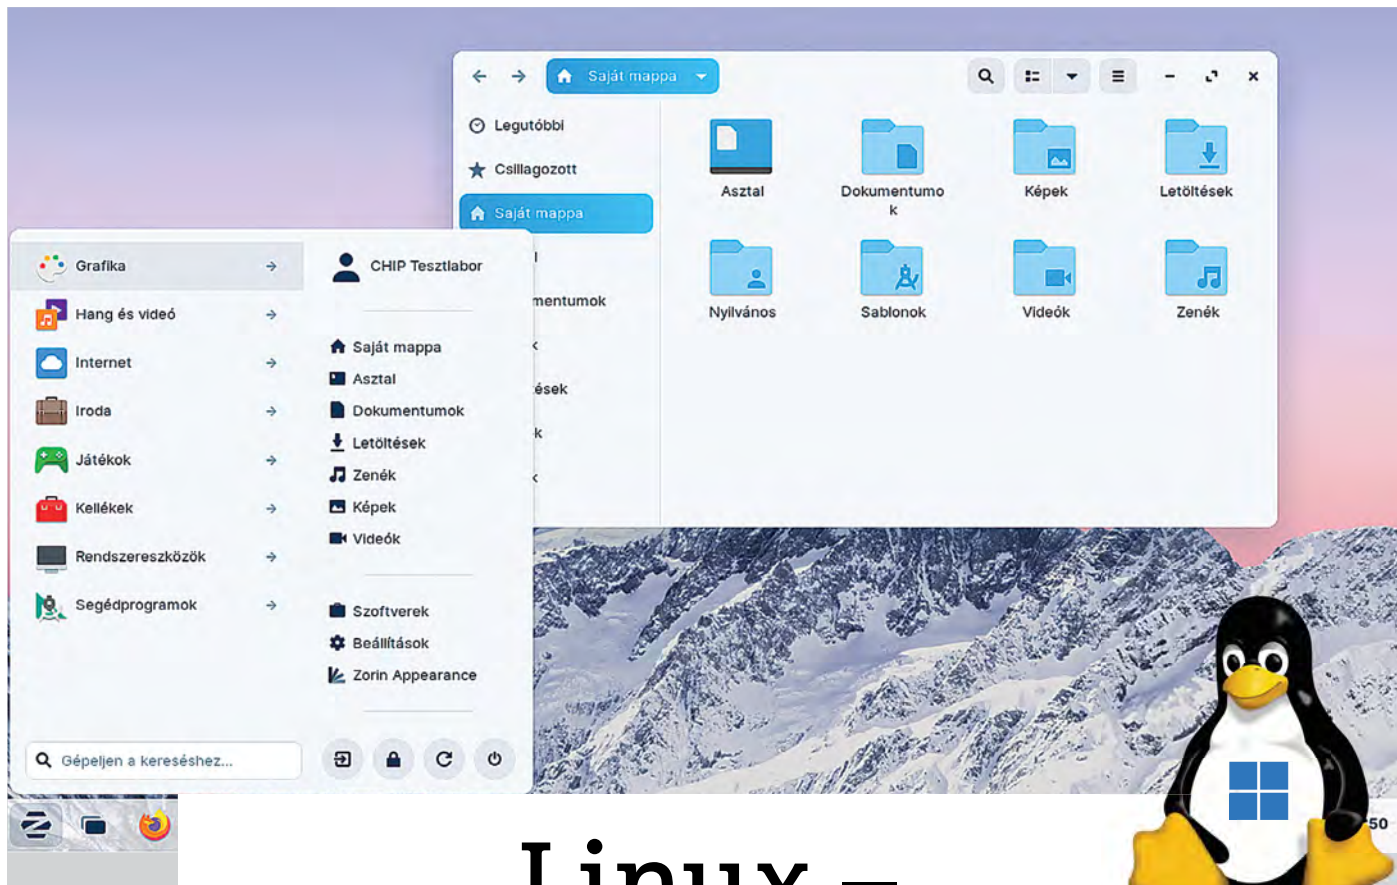 Saját mappa
Legutóbbi
Csillagozott
Saját mappa
mentumok
ések
k
Asztal
Dokumentumo
k
Képek
Letöltések
Nyilvános
Sablonok
Videók
Zenék
Grafika
Hang és videó
Internet
Iroda
Játékok
Kellékek
Rendszereszközök
Segédprogramok
Gépeljen a kereséshez...
CHIP Tesztlabor
Saját mappa
Asztal
Dokumentumok
Letöltések
Zenék
Képek
Videók
Szoftverek
Beállítások
Zorin Appearance
50
Linux –